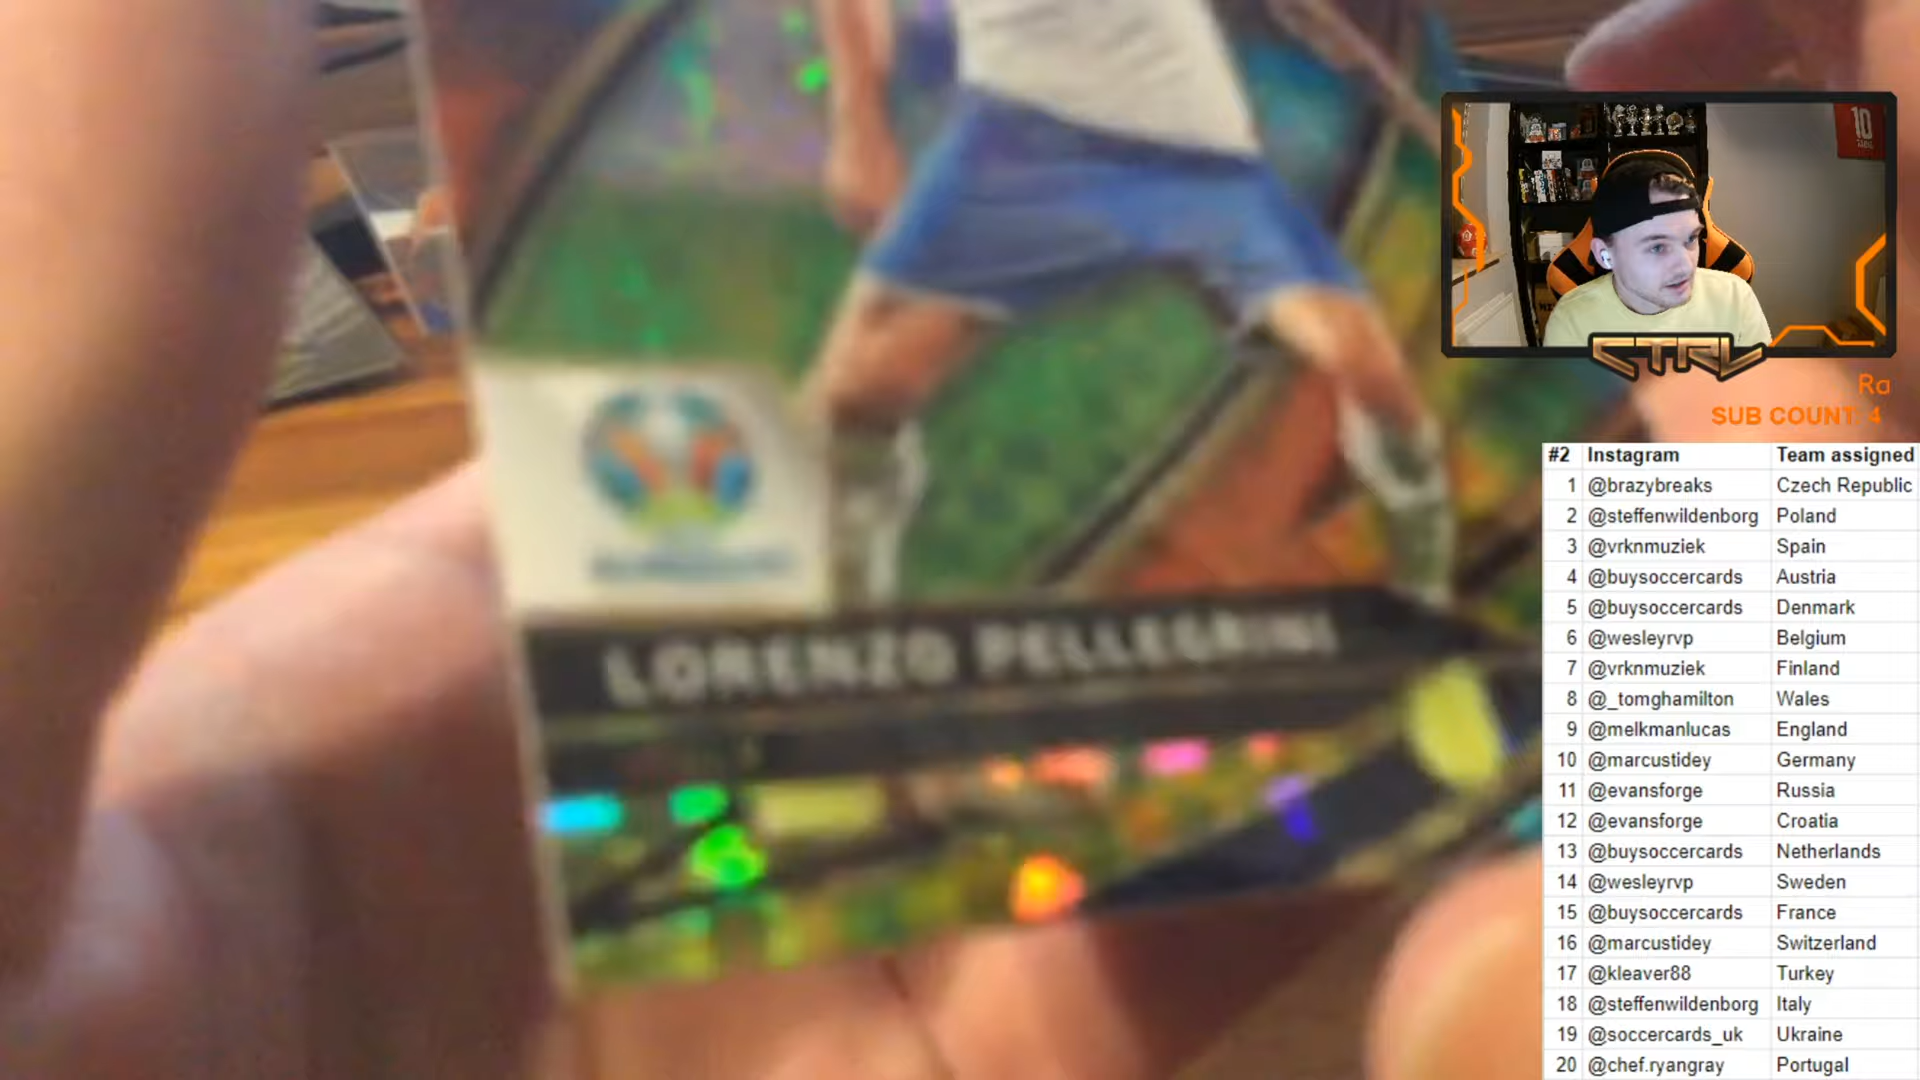 LORENZO PELLEGRINI
10
CTRL
Ra
SUB COUNT: 4
#2 Instagram Team assigned
1 @brazybreaks Czech Republic
2 @steffenwildenborg Poland
3 @vrknmuziek Spain
4 @buysoccercards Austria
5 @buysoccercards Denmark
6 @wesleyrvp Belgium
7 @vrknmuziek Finland
8 @_tomghamilton Wales
9 @melkmanlucas England
10 @marcustidey Germany
11 @evansforge Russia
12 @evansforge Croatia
13 @buysoccercards Netherlands
14 @wesleyrvp Sweden
15 @buysoccercards France
16 @marcustidey Switzerland
17 @kleaver88 Turkey
18 @steffenwildenborg Italy
19 @soccercards_uk Ukraine
20 @chef.ryangray Portugal